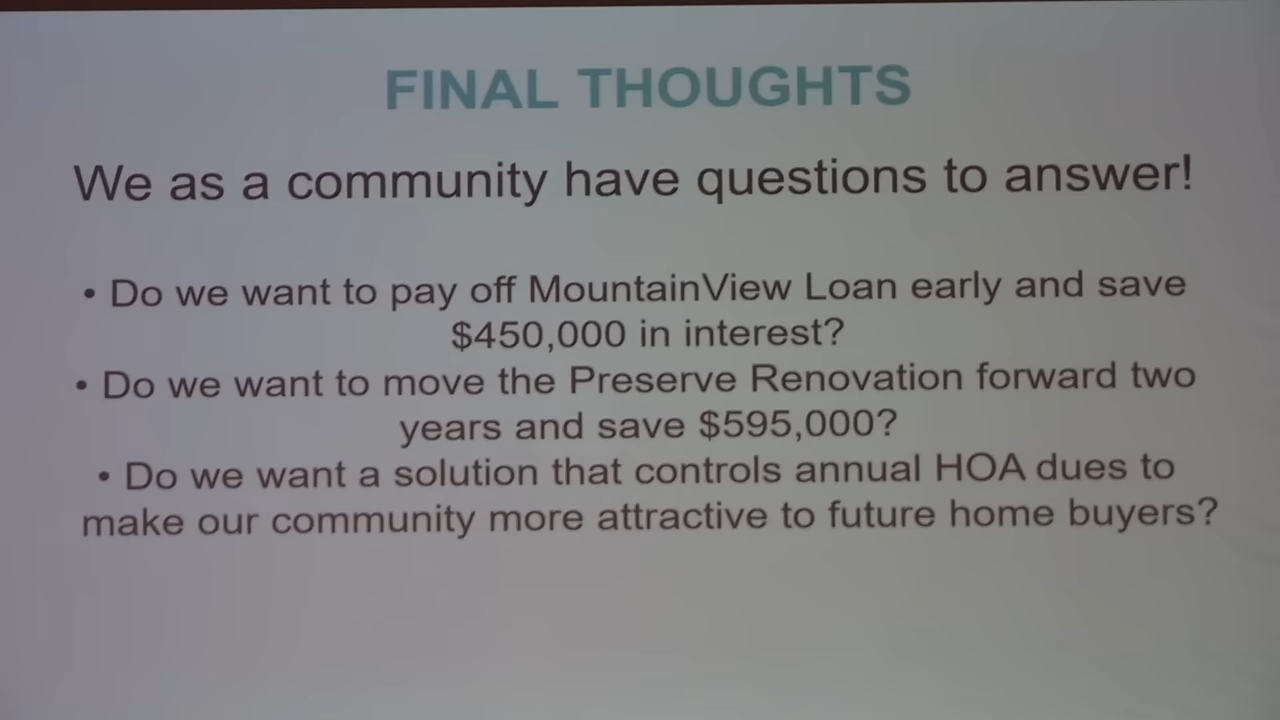 FINAL THOUGHTS
We as a community have questions to answer!
• Do we want to pay off MountainView Loan early and save
$450,000 in interest?
• Do we want to move the Preserve Renovation forward two
years and save $595,000?
• Do we want a solution that controls annual HOA dues to
make our community more attractive to future home buyers?